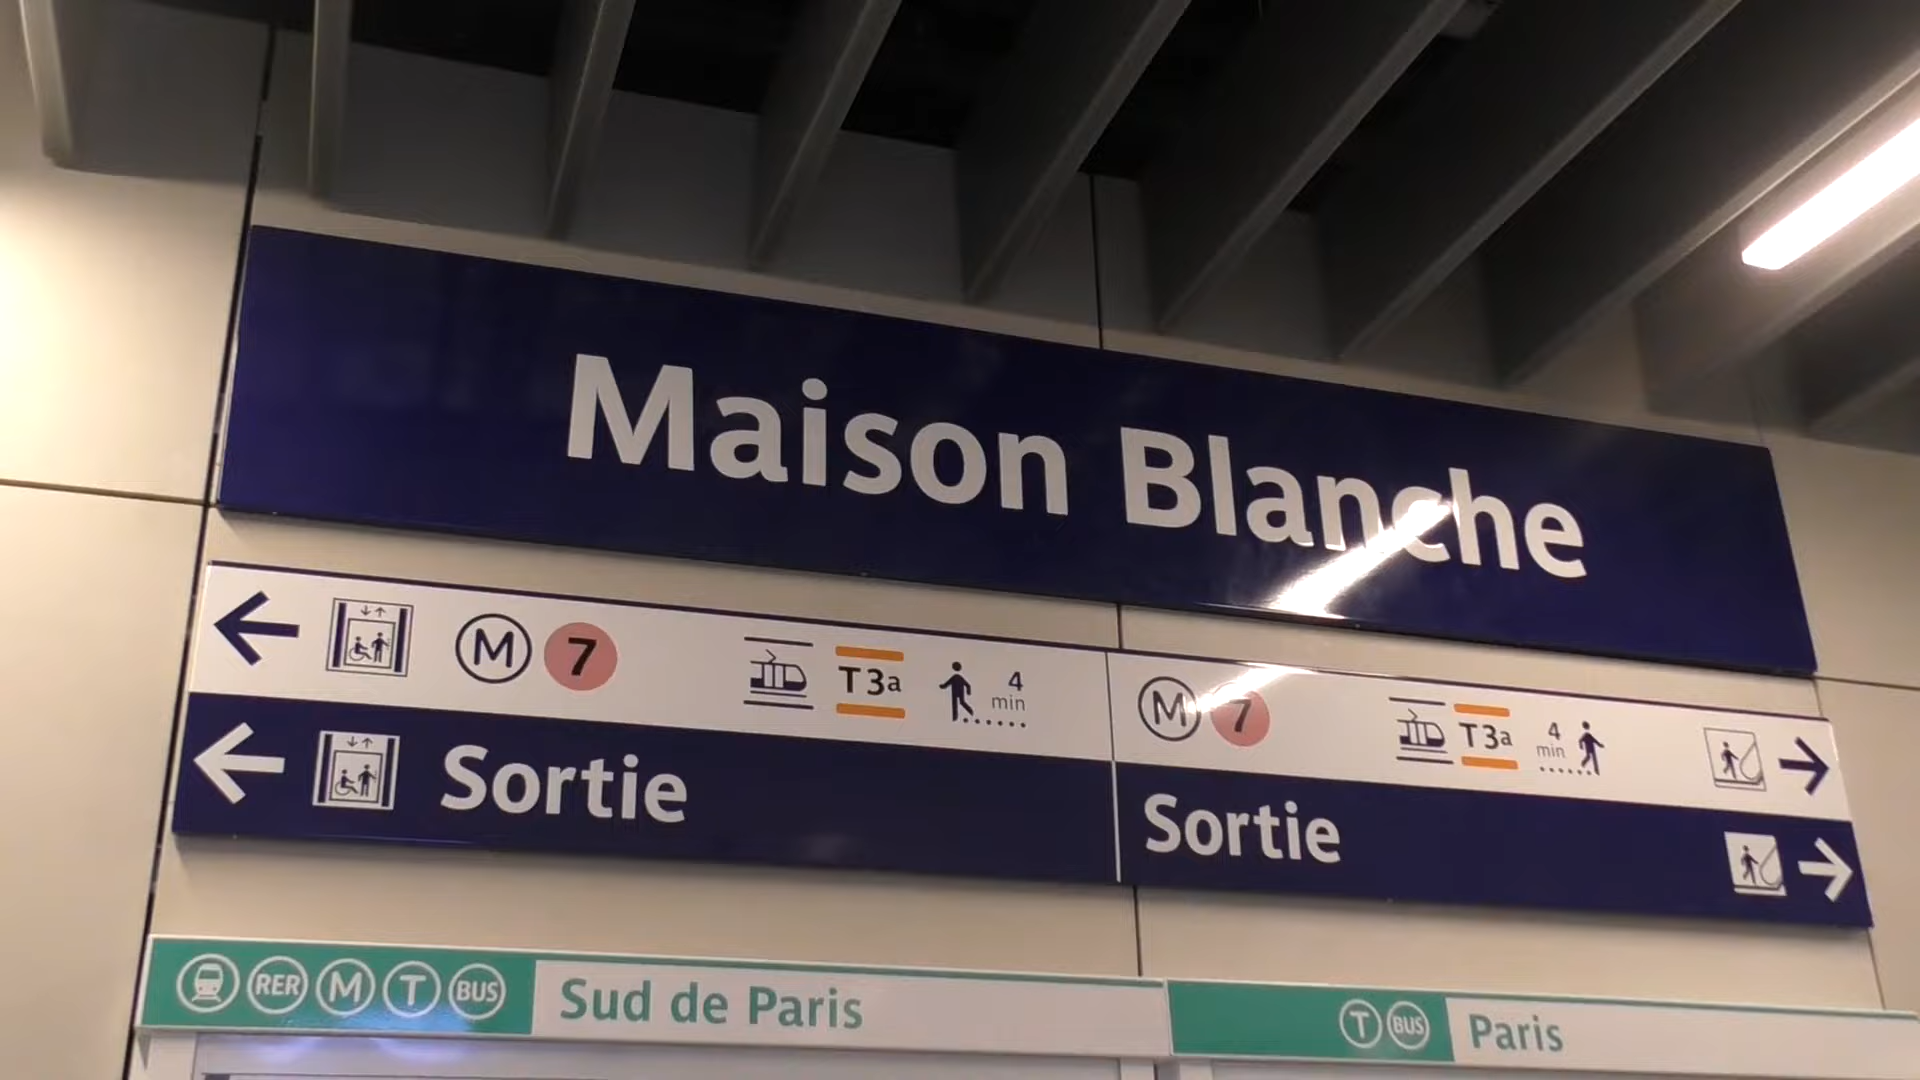 Maison Blanche
M 7 T3a 4 min
M 7 T3a 4 min
Sortie
Sortie
RER M T BUS Sud de Paris
T BUS Paris